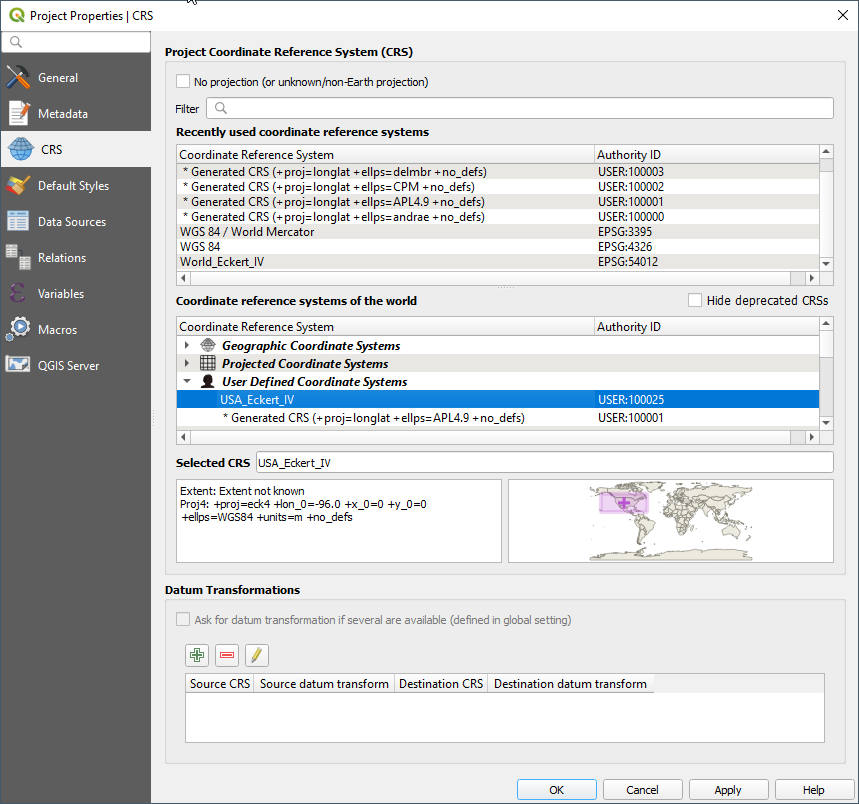 Project Properties | CRS
General
Metadata
CRS
Default Styles
Data Sources
Relations
Variables
Macros
QGIS Server
Project Coordinate Reference System (CRS)
No projection (or unknown/non-Earth projection)
Filter
Recently used coordinate reference systems
Coordinate Reference System Authority ID
* Generated CRS (+proj=longlat +ellps=delmbr +no_defs) USER:100003
* Generated CRS (+proj=longlat +ellps=CPM +no_defs) USER:100002
* Generated CRS (+proj=longlat +ellps=APL4.9 +no_defs) USER:100001
* Generated CRS (+proj=longlat +ellps=andrae +no_defs) USER:100000
WGS 84 / World Mercator EPSG:3395
WGS 84 EPSG:4326
World_Eckert_IV EPSG:54012
Coordinate reference systems of the world Hide deprecated CRSs
Coordinate Reference System Authority ID
Geographic Coordinate Systems
Projected Coordinate Systems
User Defined Coordinate Systems
USA_Eckert_IV USER:100025
* Generated CRS (+proj=longlat +ellps=APL4.9 +no_defs) USER:100001
Selected CRS USA_Eckert_IV
Extent: Extent not known
Proj4: +proj=eck4 +lon_0=-96.0 +x_0=0 +y_0=0
+ellps=WGS84 +units=m +no_defs
Datum Transformations
Ask for datum transformation if several are available (defined in global setting)
Source CRS Source datum transform Destination CRS Destination datum transform
OK Cancel Apply Help